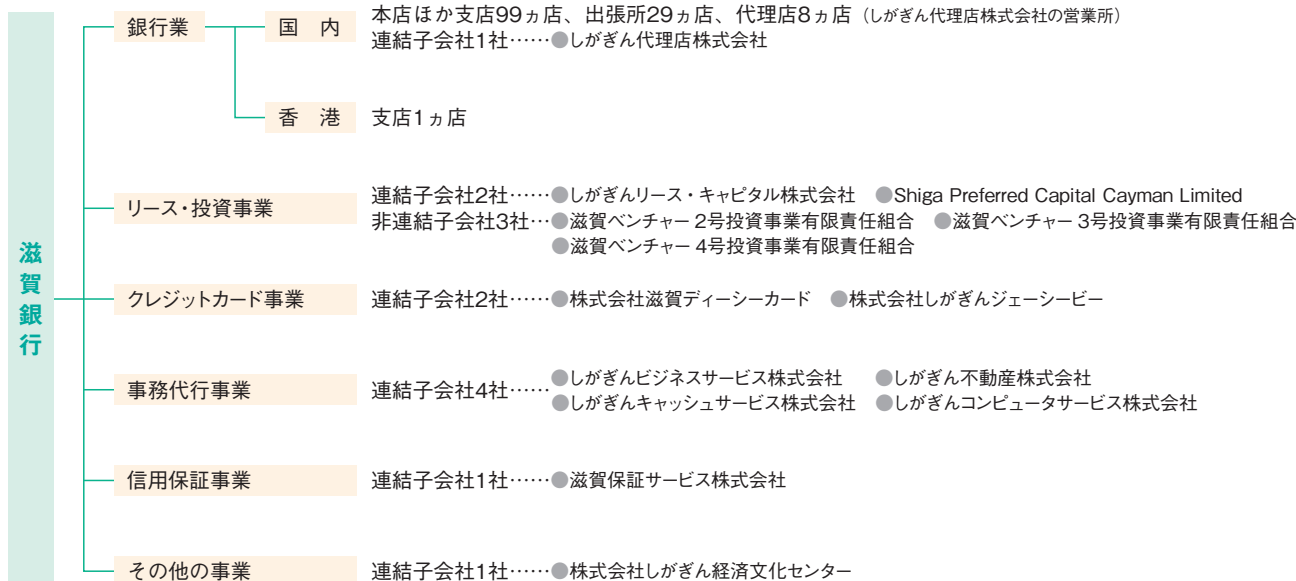 滋賀銀行
銀行業
国 内
本店ほか支店99ヵ店、出張所29ヵ店、代理店8ヵ店（しがぎん代理店株式会社の営業所）
連結子会社1社……●しがぎん代理店株式会社
香 港
支店1ヵ店
リース・投資事業
連結子会社2社……●しがぎんリース・キャピタル株式会社 ●Shiga Preferred Capital Cayman Limited
非連結子会社3社…●滋賀ベンチャー2号投資事業有限責任組合 ●滋賀ベンチャー3号投資事業有限責任組合
●滋賀ベンチャー4号投資事業有限責任組合
クレジットカード事業
連結子会社2社……●株式会社滋賀ディーシーカード ●株式会社しがぎんジェーシービー
事務代行事業
連結子会社4社……
●しがぎんビジネスサービス株式会社 ●しがぎん不動産株式会社
●しがぎんキャッシュサービス株式会社 ●しがぎんコンピュータサービス株式会社
信用保証事業
連結子会社1社……●滋賀保証サービス株式会社
その他の事業
連結子会社1社……●株式会社しがぎん経済文化センター